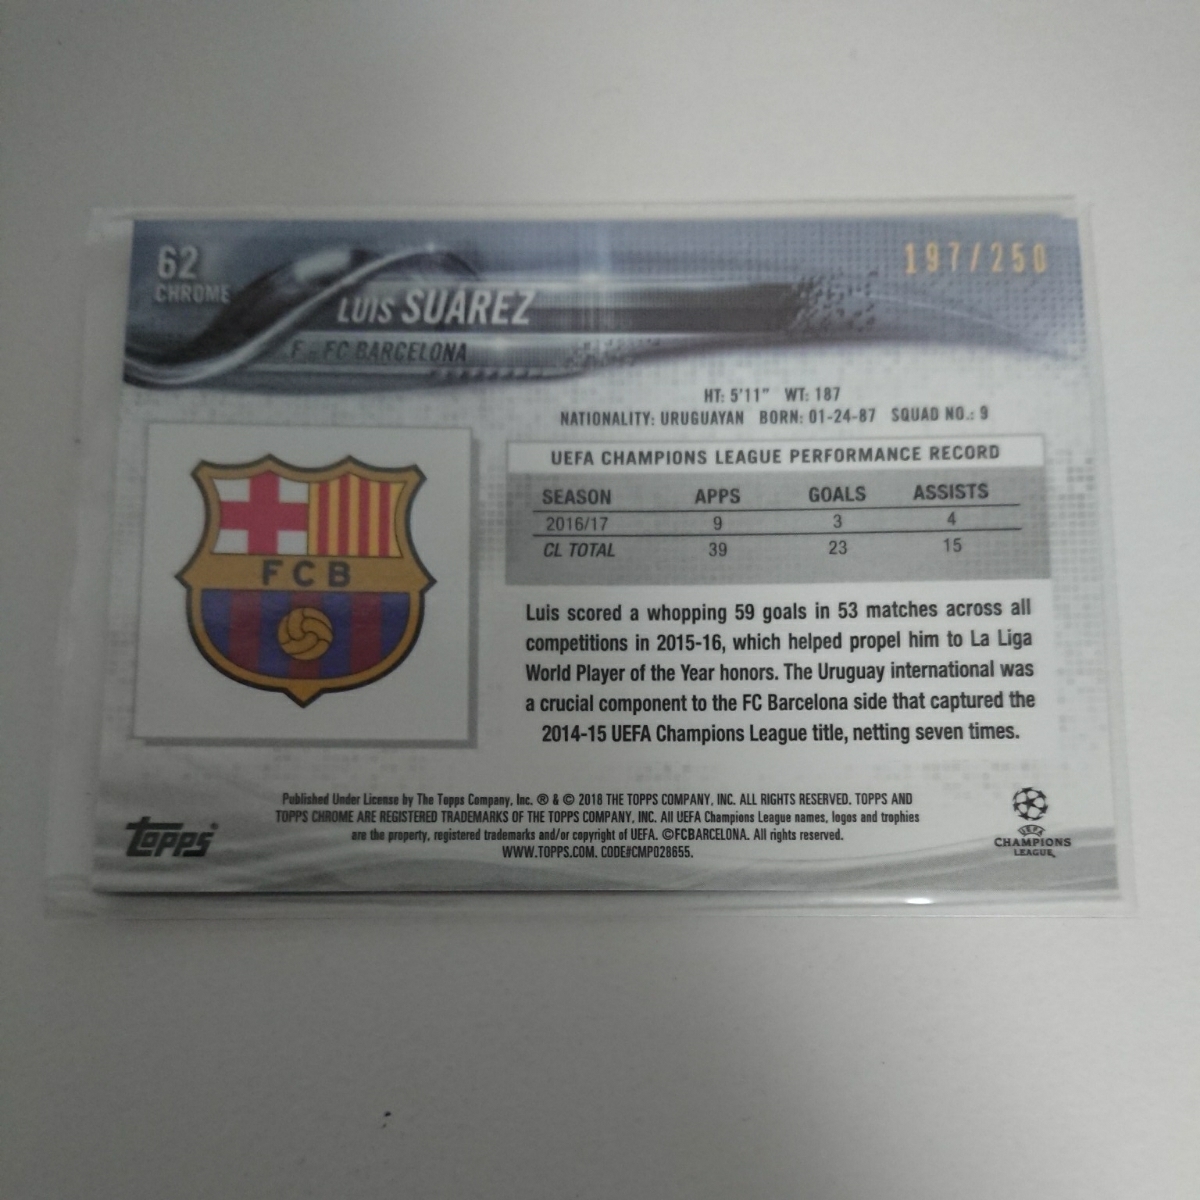 62
CHROME
197/250
LUIS SUÁREZ
F - FC BARCELONA
HT: 5'11" WT: 187
NATIONALITY: URUGUAYAN BORN: 01-24-87 SQUAD NO.: 9
FCB
UEFA CHAMPIONS LEAGUE PERFORMANCE RECORD
SEASON APPS GOALS ASSISTS
2016/17 9 3 4
CL TOTAL 39 23 15
Luis scored a whopping 59 goals in 53 matches across all
competitions in 2015-16, which helped propel him to La Liga
World Player of the Year honors. The Uruguay international was
a crucial component to the FC Barcelona side that captured the
2014-15 UEFA Champions League title, netting seven times.
Published Under License by The Topps Company, Inc. ® & © 2018 THE TOPPS COMPANY, INC. ALL RIGHTS RESERVED. TOPPS AND
TOPPS CHROME ARE REGISTERED TRADEMARKS OF THE TOPPS COMPANY, INC. All UEFA Champions League names, logos and trophies
are the property, registered trademarks and/or copyright of UEFA. ©FCBARCELONA. All rights reserved.
WWW.TOPPS.COM. CODE#CMP028655.
topps®
UEFA
CHAMPIONS
LEAGUE